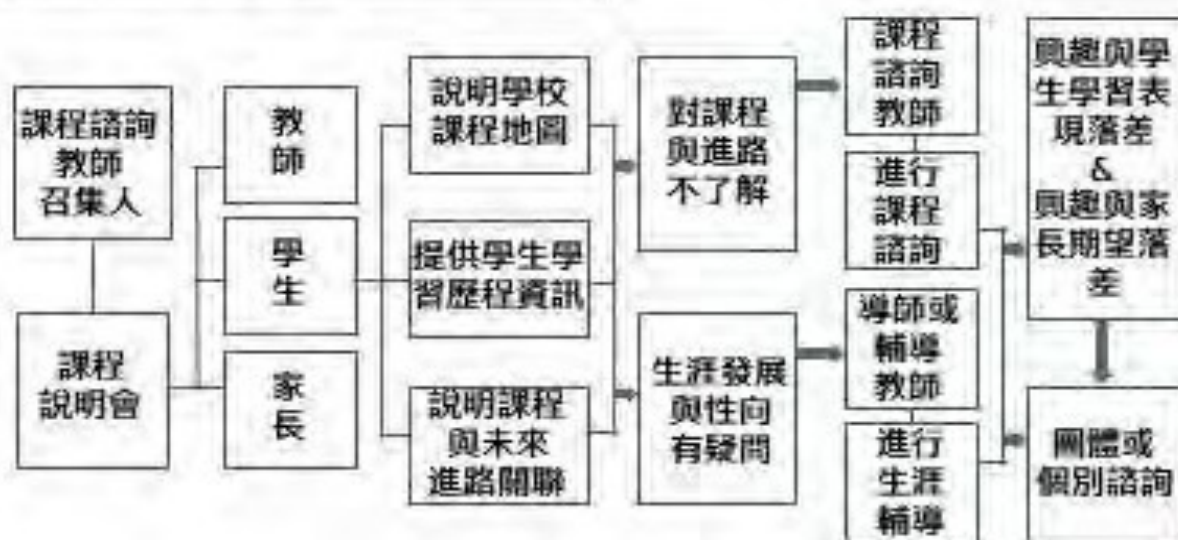 課程諮詢
教師
召集人
課程
說明會
教
師
學
生
家
長
說明學校
課程地圖
提供學生學
習歷程資訊
說明課程
與未來
進路關聯
對課程
與進路
不了解
生涯發展
與性向
有疑問
課程
諮詢
教師
進行
課程
諮詢
導師或
輔導
教師
進行
生涯
輔導
興趣與學
生學習表
現落差
&
興趣與家
長期望落
差
團體或
個別諮詢